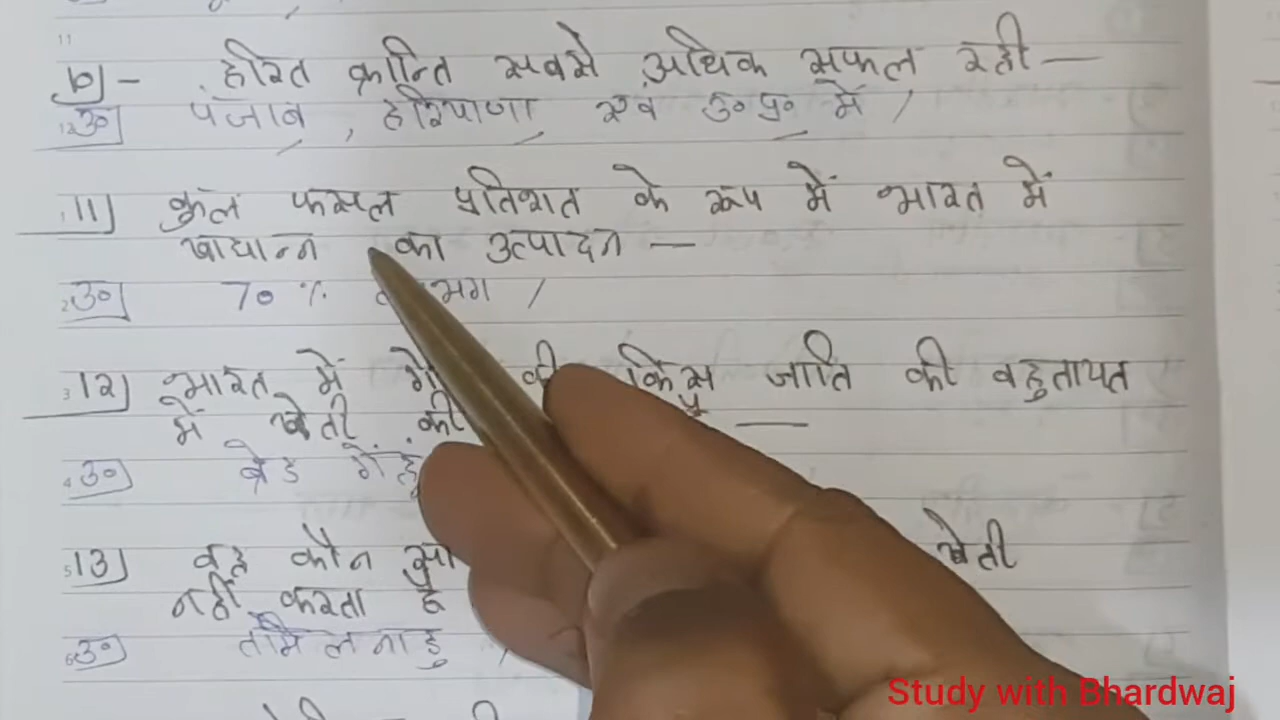 10 - हरित क्रान्ति सबसे अधिक सफल रही —
उ० पंजाब, हरियाणा एवं उ० प्र० में /
11 कुल फसल प्रतिशत के रूप में भारत में
खाद्यान्न का उत्पादन —
उ० 70 % /
12 भारत में की किस जाति की बहुतायत
में खेती की —
उ० ब्रेड गेंहू
13 वह कौन सा खेती
नहीं करता है
उ० तमिलनाडु
Study with Bhardwaj